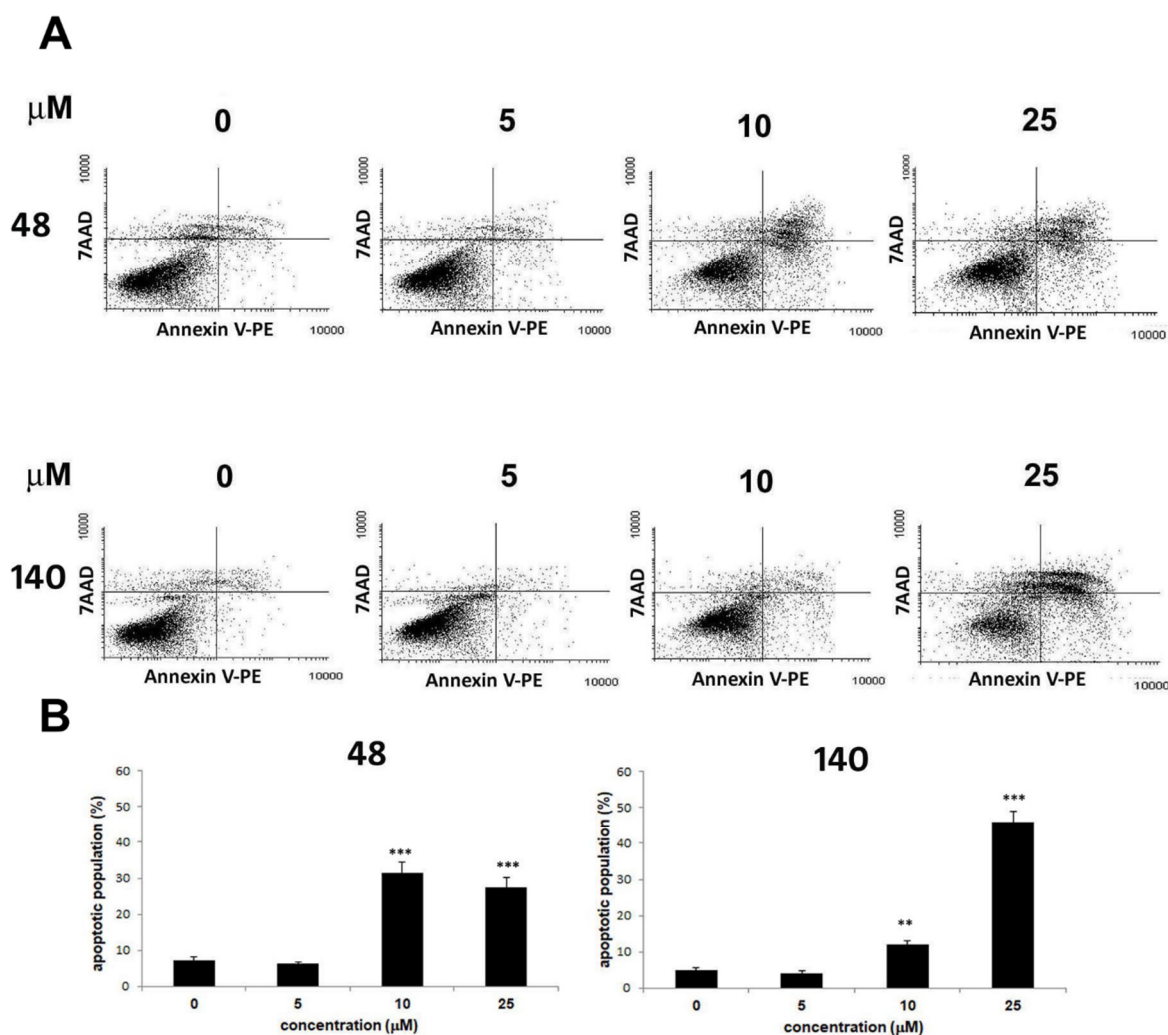 A
μM 0 5 10 25
48
10000 10000 10000 10000
7AAD 7AAD 7AAD 7AAD
Annexin V-PE 10000 Annexin V-PE 10000 Annexin V-PE 10000 Annexin V-PE 10000
μM 0 5 10 25
140
10000 10000 10000 10000
7AAD 7AAD 7AAD 7AAD
Annexin V-PE 10000 Annexin V-PE 10000 Annexin V-PE 10000 Annexin V-PE 10000
B
48
apoptotic population (%)
60
50
40
30
20
10
0
*** ***
0 5 10 25
concentration (μM)
140
apoptotic population (%)
60
50
40
30
20
10
0
** ***
0 5 10 25
concentration (μM)